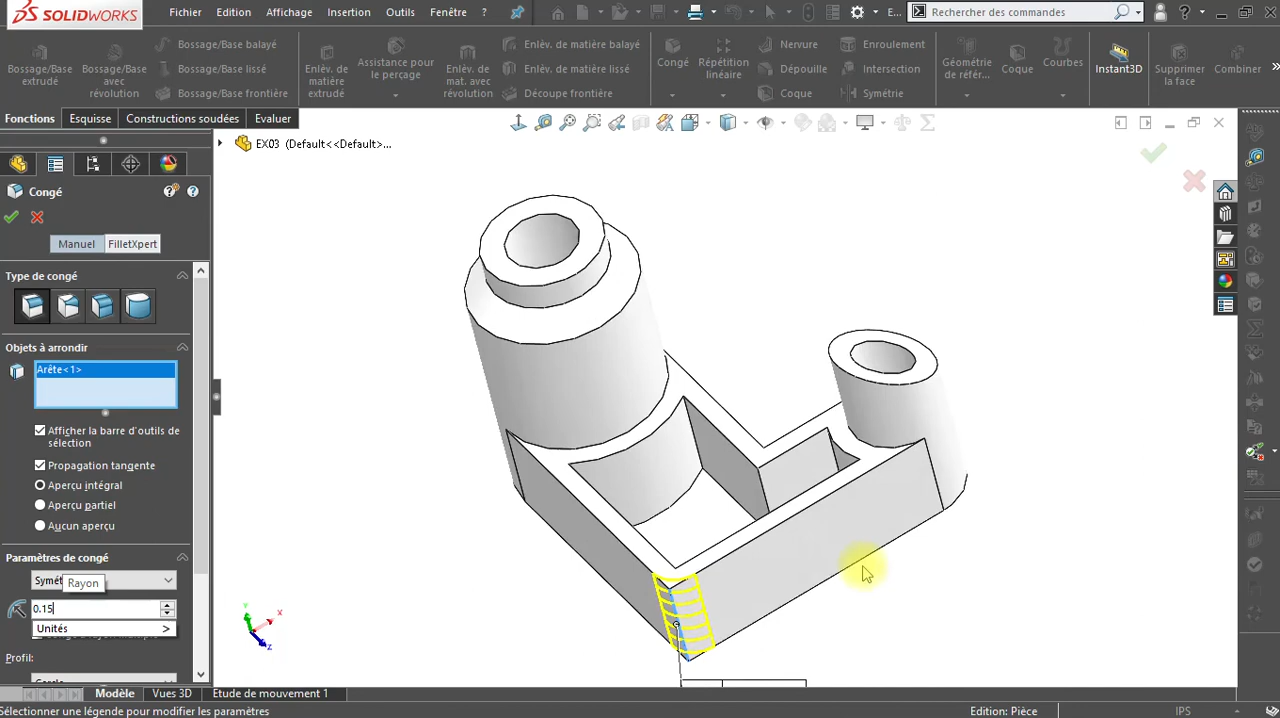 SOLIDWORKS
Fichier Edition Affichage Insertion Outils Fenêtre ? E... Rechercher des commandes ?
Bossage/Base extrudé
Bossage/Base avec révolution
Bossage/Base balayé
Bossage/Base lissé
Bossage/Base frontière
Enlèv. de matière extrudé
Assistance pour le perçage
Enlèv. de mat. avec révolution
Enlèv. de matière balayé
Enlèv. de matière lissé
Découpe frontière
Congé
Répétition linéaire
Nervure
Dépouille
Coque
Enroulement
Intersection
Symétrie
Géométrie de référ...
Coque
Courbes
Instant3D
Supprimer la face
Combiner
Fonctions Esquisse Constructions soudées Evaluer
EX03 (Default<<Default>...
Congé
Manuel FilletXpert
Type de congé
Objets à arrondir
Arête<1>
Afficher la barre d'outils de
sélection
Propagation tangente
Aperçu intégral
Aperçu partiel
Aucun aperçu
Paramètres de congé
Symét
Rayon
0.15
Unités >
Profil:
Y
X
Z
Modèle Vues 3D Etude de mouvement 1
Sélectionner une légende pour modifier les paramètres Edition: Pièce IPS